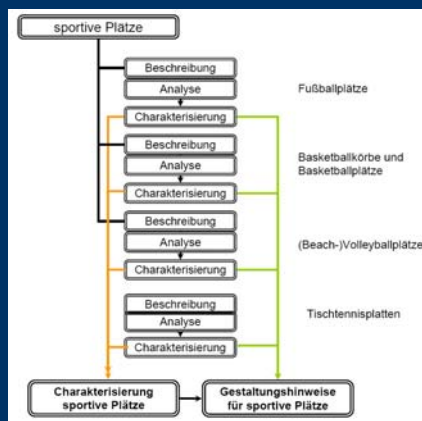 sportive Plätze
Beschreibung
Analyse
Fußballplätze
Charakterisierung
Beschreibung
Basketballkörbe und
Analyse
Basketballplätze
Charakterisierung
Beschreibung
Analyse
(Beach-)Volleyballplätze
Charakterisierung
Beschreibung
Tischtennisplatten
Analyse
Charakterisierung
Charakterisierung
sportive Plätze
Gestaltungshinweise
für sportive Plätze